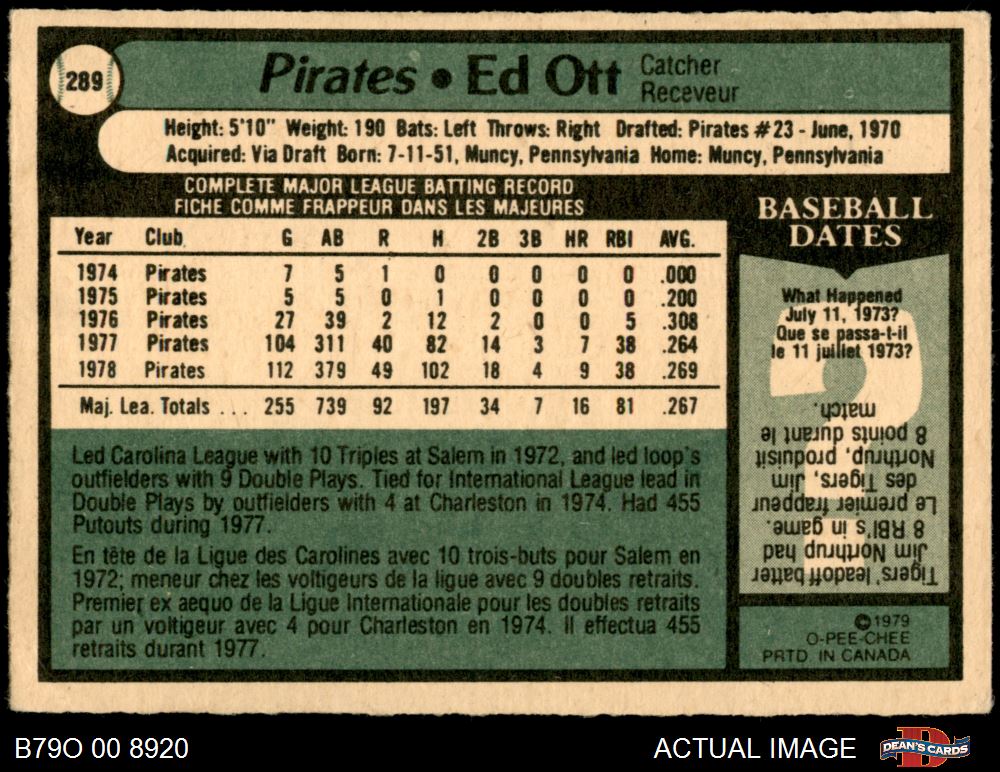 289
Pirates • Ed Ott Catcher
Receveur
Height: 5'10" Weight: 190 Bats: Left Throws: Right Drafted: Pirates #23 - June, 1970
Acquired: Via Draft Born: 7-11-51, Muncy, Pennsylvania Home: Muncy, Pennsylvania
COMPLETE MAJOR LEAGUE BATTING RECORD
FICHE COMME FRAPPEUR DANS LES MAJEURES
Year Club G AB R H 2B 3B HR RBI AVG.
1974 Pirates 7 5 1 0 0 0 0 0 .000
1975 Pirates 5 5 0 1 0 0 0 0 .200
1976 Pirates 27 39 2 12 2 0 0 5 .308
1977 Pirates 104 311 40 82 14 3 7 38 .264
1978 Pirates 112 379 49 102 18 4 9 38 .269
Maj. Lea. Totals ... 255 739 92 197 34 7 16 81 .267
Led Carolina League with 10 Triples at Salem in 1972, and led loop's
outfielders with 9 Double Plays. Tied for International League lead in
Double Plays by outfielders with 4 at Charleston in 1974. Had 455
Putouts during 1977.
En tête de la Ligue des Carolines avec 10 trois-buts pour Salem en
1972; meneur chez les voltigeurs de la ligue avec 9 doubles retraits.
Premier ex aequo de la Ligue Internationale pour les doubles retraits
par un voltigeur avec 4 pour Charleston en 1974. Il effectua 455
retraits durant 1977.
BASEBALL
DATES
What Happened
July 11, 1973?
Que se passa-t-il
le 11 juillet 1973?
Tigers' leadoff batter
Jim Northrup had
8 RBI's in game.
Le premier frappeur
des Tigers, Jim
Northrup, produisit
8 points durant le
match.
©1979
O-PEE-CHEE
PRTD. IN CANADA
B79O 00 8920
ACTUAL IMAGE
DEAN'S CARDS